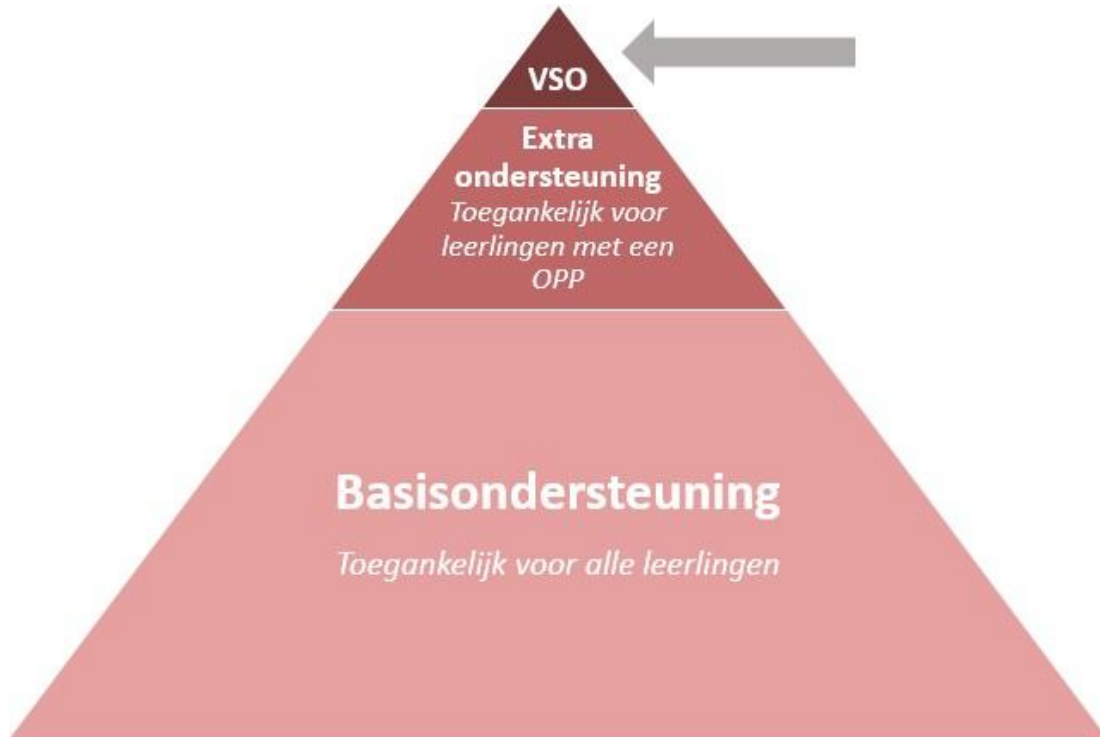 VSO
Extra
ondersteuning
Toegankelijk voor
leerlingen met een
OPP
Basisondersteuning
Toegankelijk voor alle leerlingen